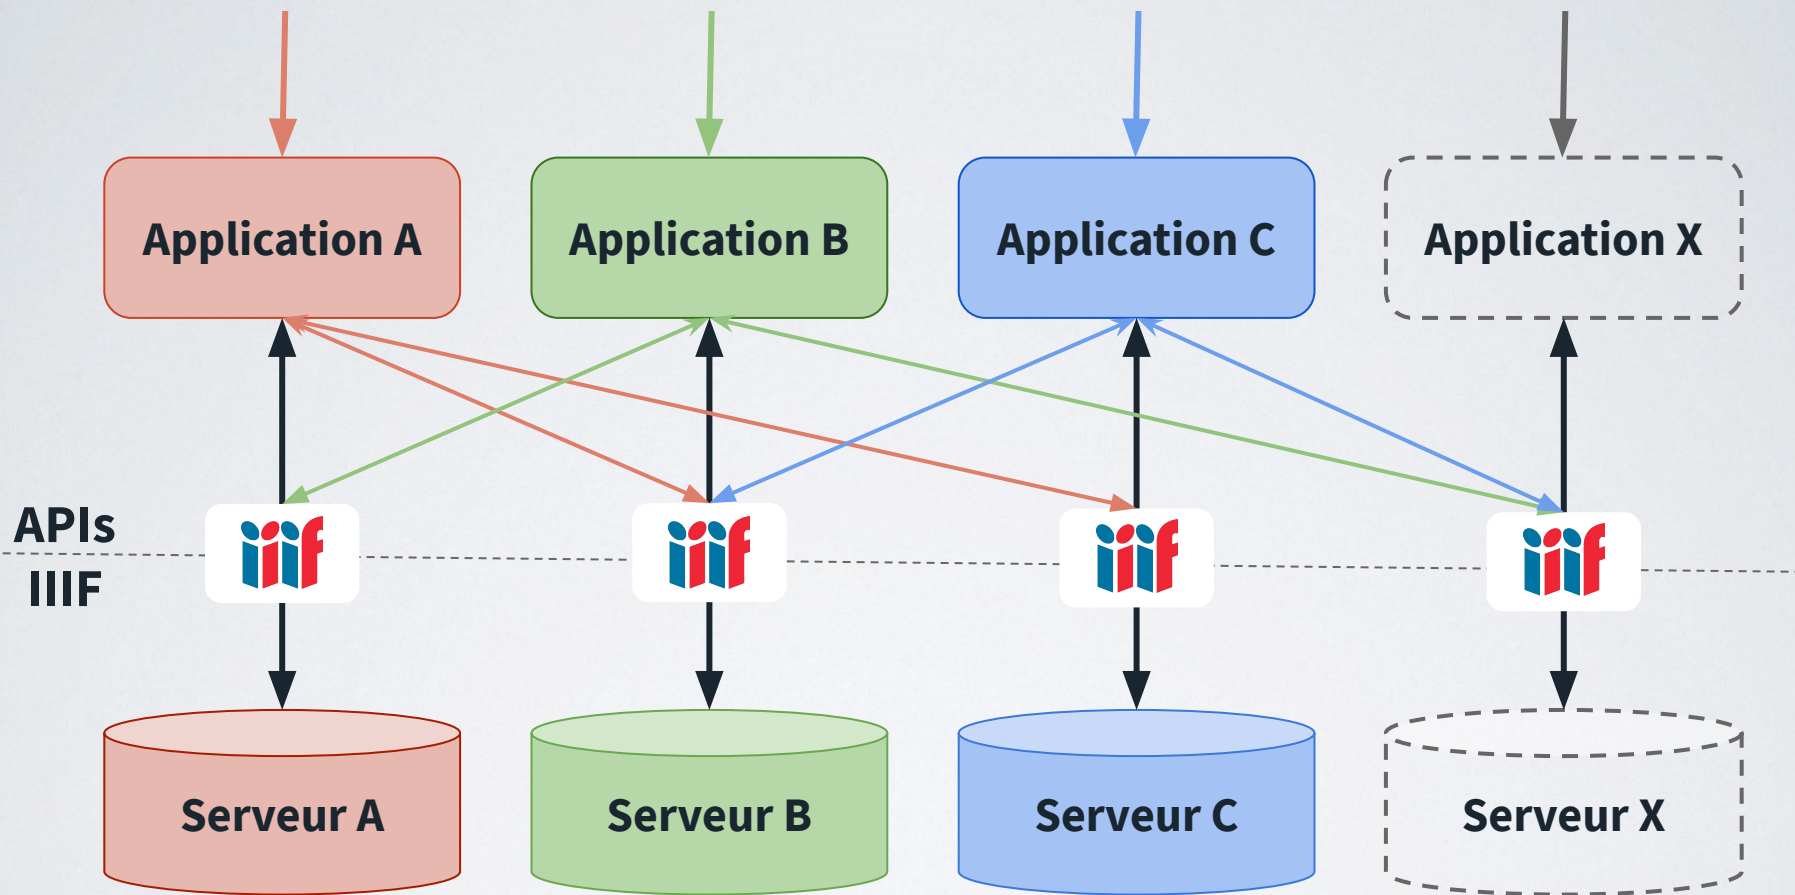 Application A
Application B
Application C
Application X
APIs
IIIF
iiif
iiif
iiif
iiif
Serveur A
Serveur B
Serveur C
Serveur X